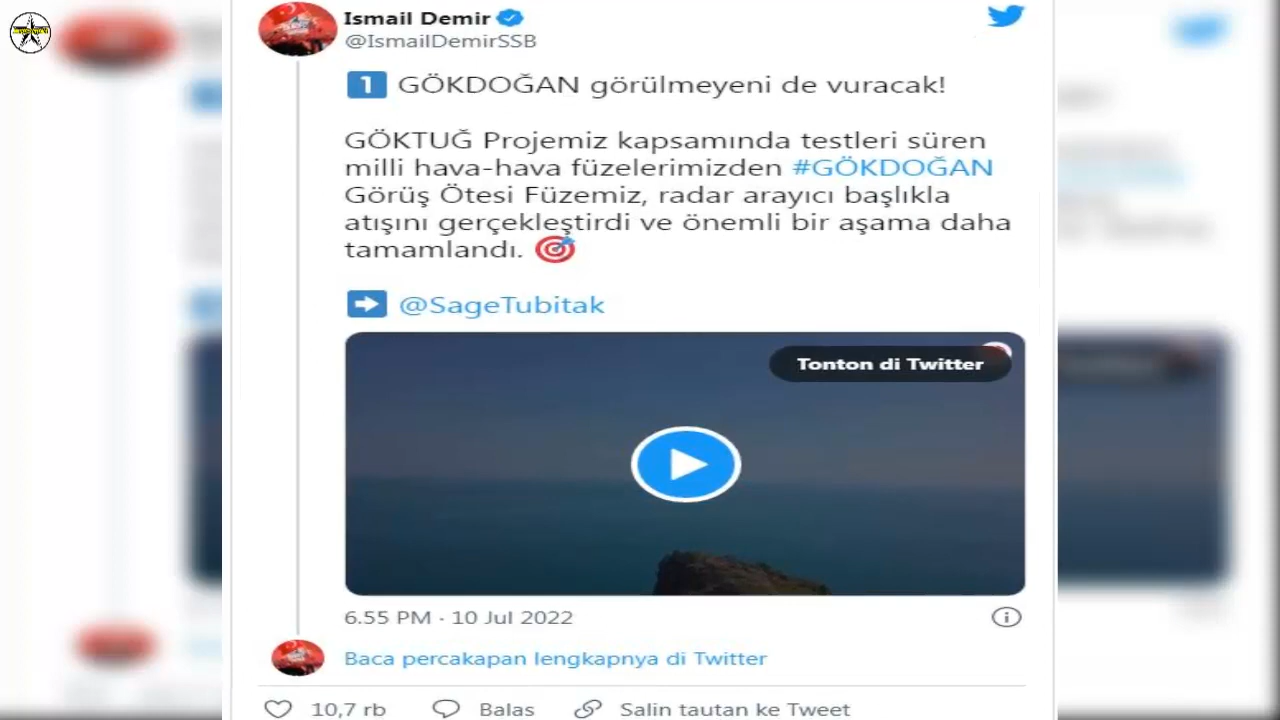 Ismail Demir
@IsmailDemirSSB
1 GÖKDOĞAN görülmeyeni de vuracak!
GÖKTUĞ Projemiz kapsamında testleri süren
milli hava-hava füzelerimizden #GÖKDOĞAN
Görüş Ötesi Füzemiz, radar arayıcı başlıkla
atışını gerçekleştirdi ve önemli bir aşama daha
tamamlandı.
@SageTubitak
Tonton di Twitter
6.55 PM · 10 Jul 2022
Baca percakapan lengkapnya di Twitter
10,7 rb Balas Salin tautan ke Tweet